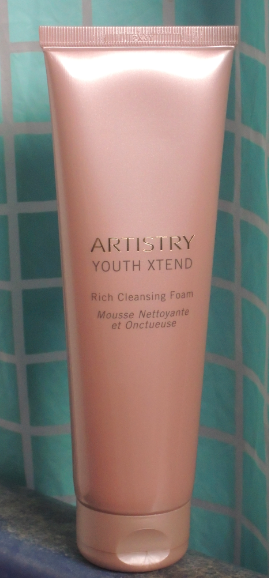 ARTISTRY
YOUTH XTEND
Rich Cleansing Foam
Mousse Nettoyante
et Onctueuse